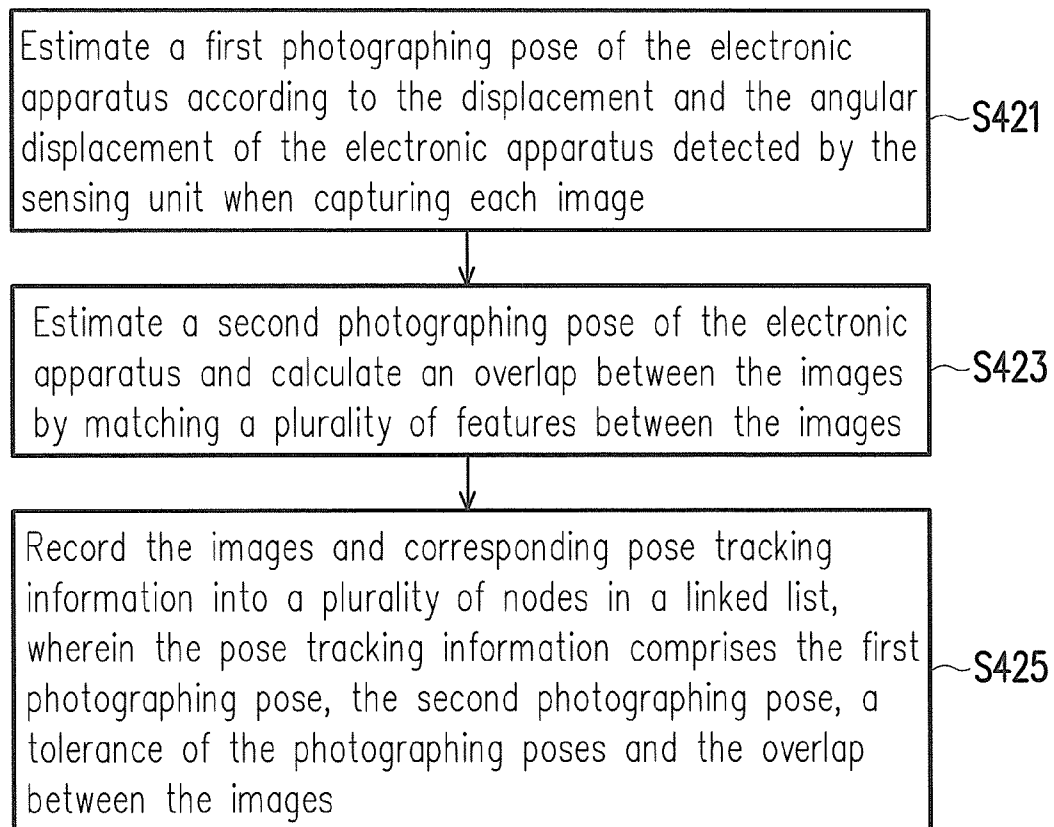 Estimate a first photographing pose of the electronic
apparatus according to the displacement and the angular
displacement of the electronic apparatus detected by the
sensing unit when capturing each image
S421
Estimate a second photographing pose of the electronic
apparatus and calculate an overlap between the images
by matching a plurality of features between the images
S423
Record the images and corresponding pose tracking
information into a plurality of nodes in a linked list,
wherein the pose tracking information comprises the first
photographing pose, the second photographing pose, a
tolerance of the photographing poses and the overlap
between the images
S425